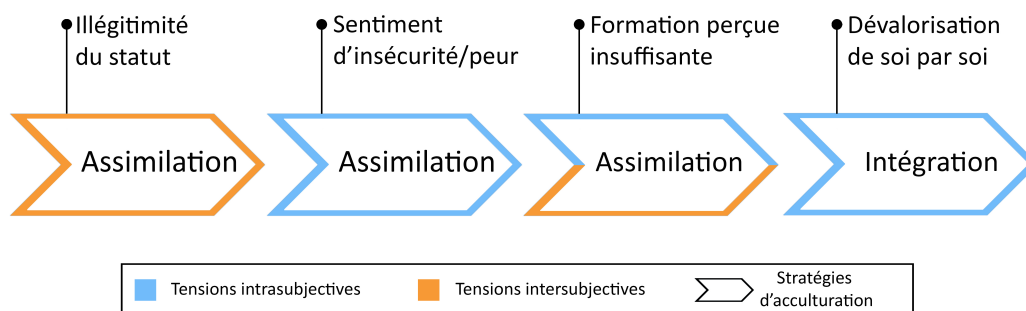 Illégitimité
du statut
Sentiment
d'insécurité/peur
Formation perçue
insuffisante
Dévalorisation
de soi par soi
Assimilation
Assimilation
Assimilation
Intégration
Tensions intrasubjectives
Tensions intersubjectives
Stratégies
d'acculturation